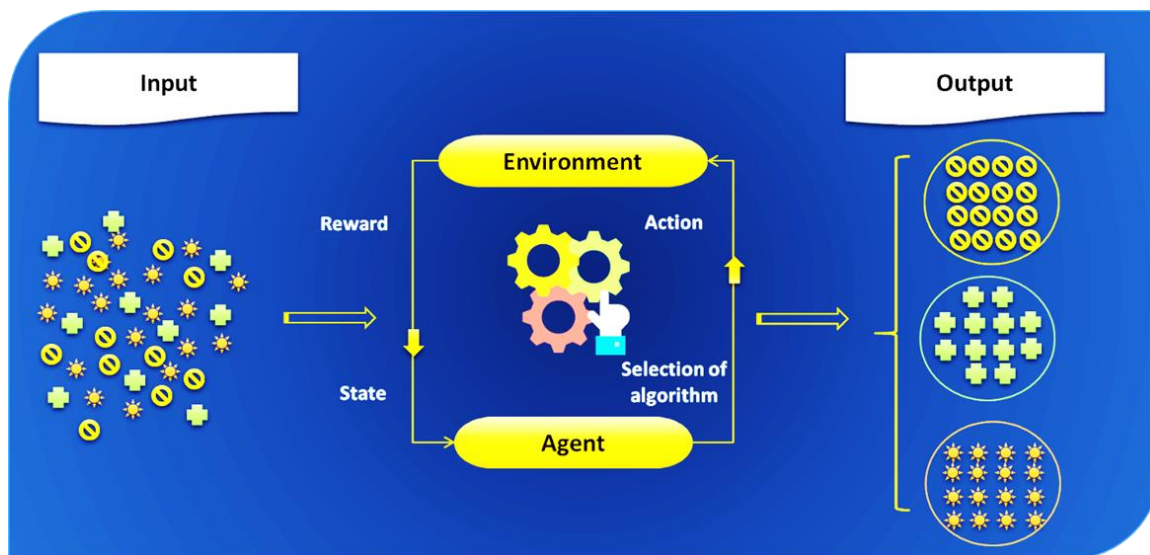 Input
Output
Environment
Reward
Action
State
Selection of
algorithm
Agent